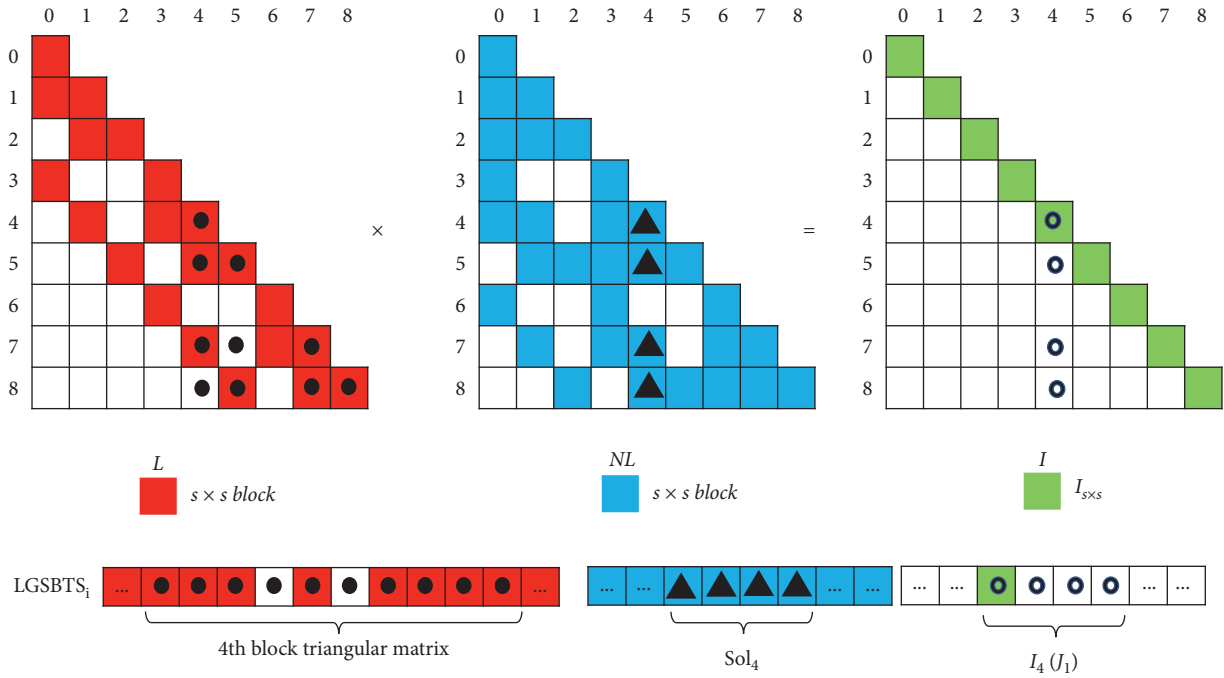 0 1 2 3 4 5 6 7 8
0 1 2 3 4 5 6 7 8
0 1 2 3 4 5 6 7 8
0 0 0
1 1 1
2 2 2
3 3 3
4 × 4 = 4
5 5 5
6 6 6
7 7 7
8 8 8
L NL I
s × s block s × s block I s×s
LGSBTSi ... ... ... ... ... ... ... ... ... ...
4th block triangular matrix Sol4 I4 (J1)